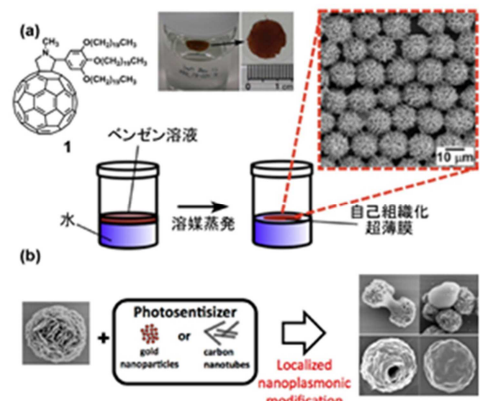 (a)
CH3
N
O(CH2)19CH3
O(CH2)19CH3
O(CH2)19CH3
1
0 1 cm
10 μm
ベンゼン溶液
水
溶媒蒸発
自己組織化
超薄膜
(b)
+
Photosentisizer
gold
nanoparticles
or
carbon
nanotubes
Localized
nanoplasmonic
modification